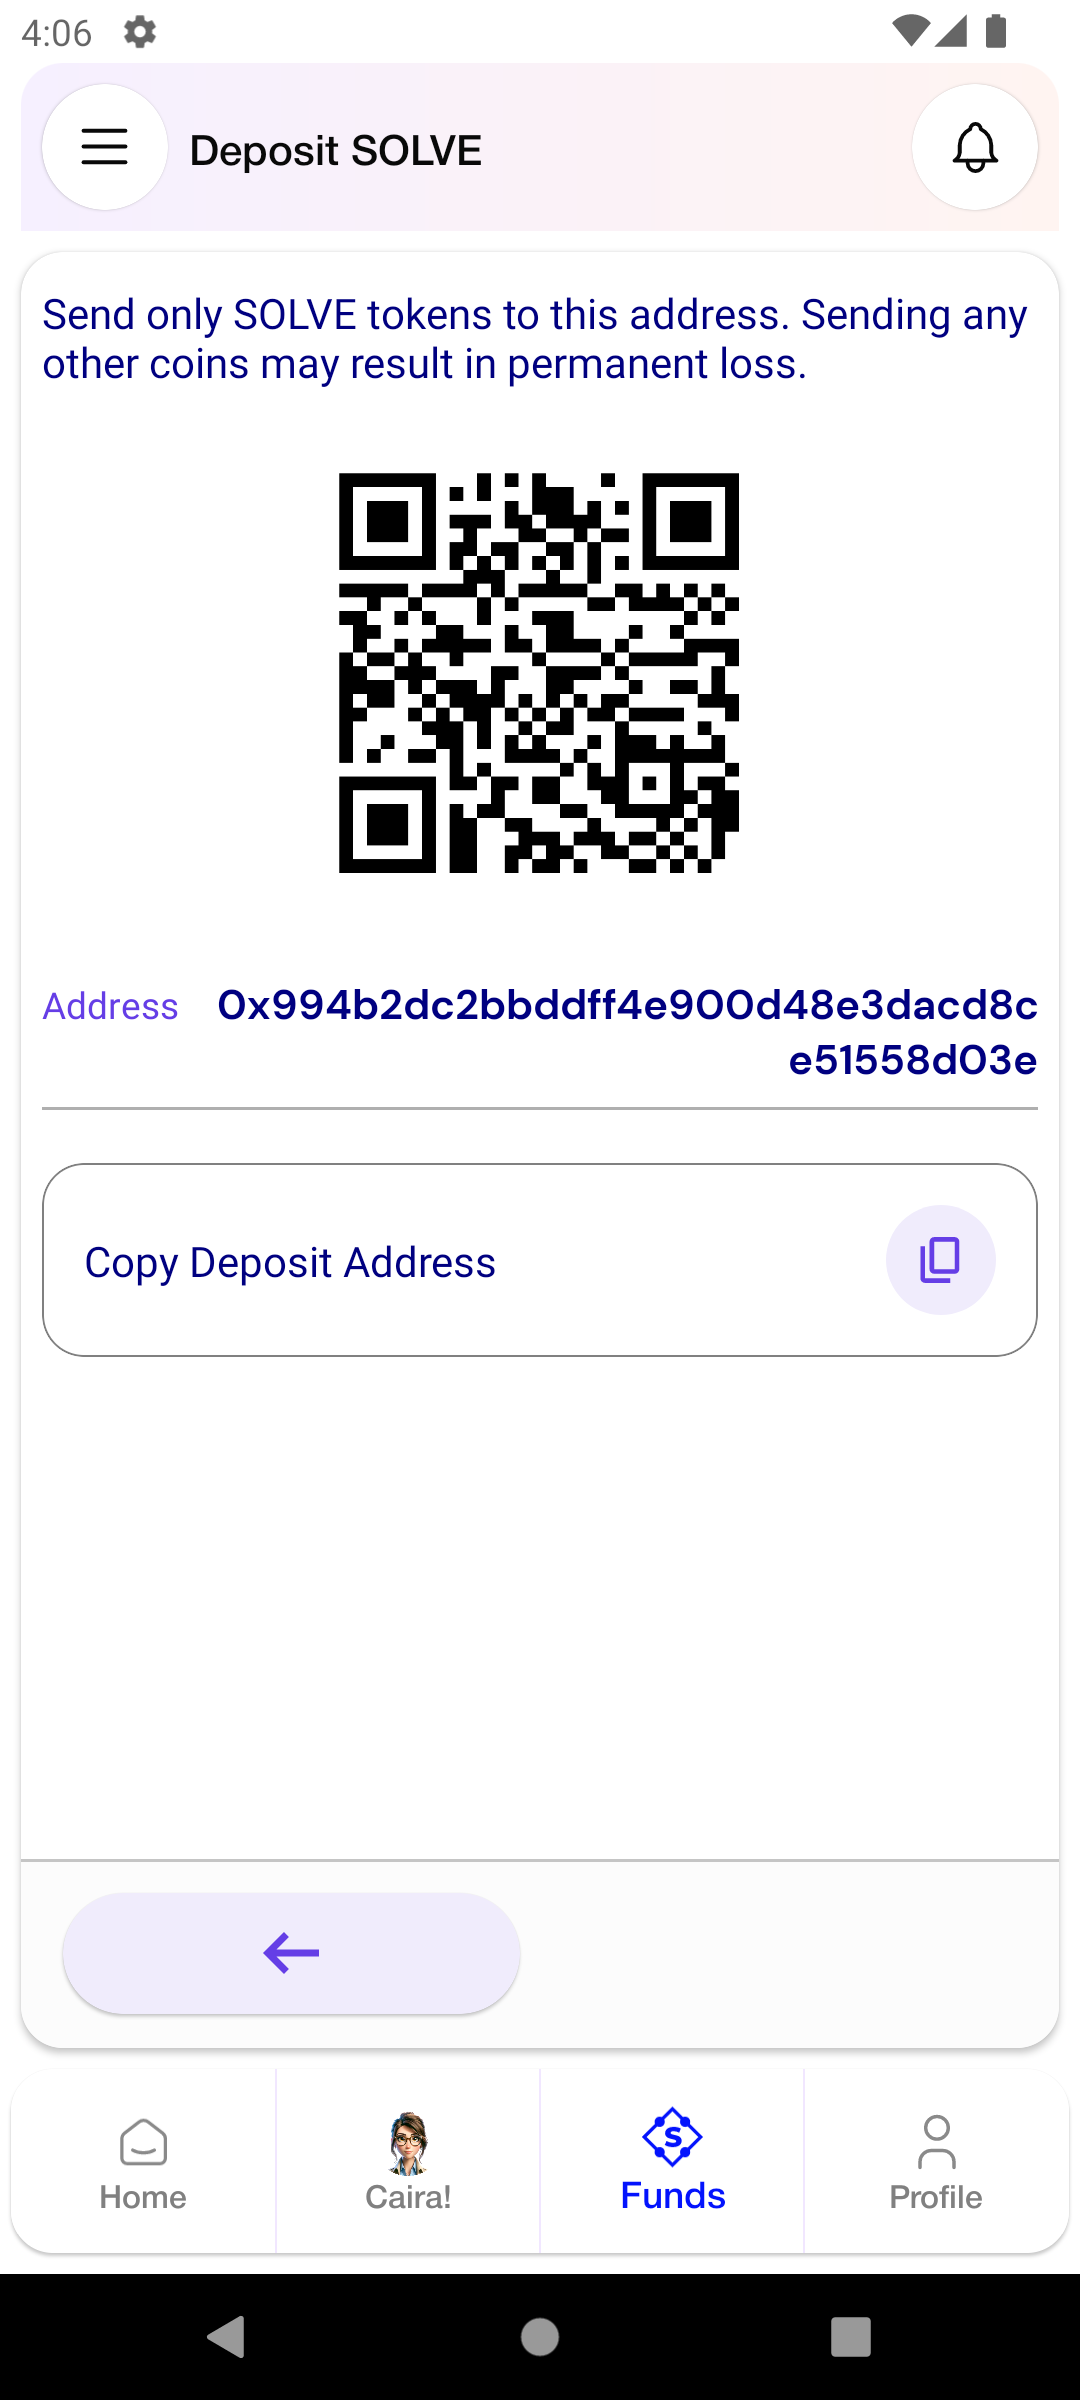 4:06
Deposit SOLVE
Send only SOLVE tokens to this address. Sending any
other coins may result in permanent loss.
Address 0x994b2dc2bbddff4e900d48e3dacd8c
e51558d03e
Copy Deposit Address
Home
Caira!
S
Funds
Profile